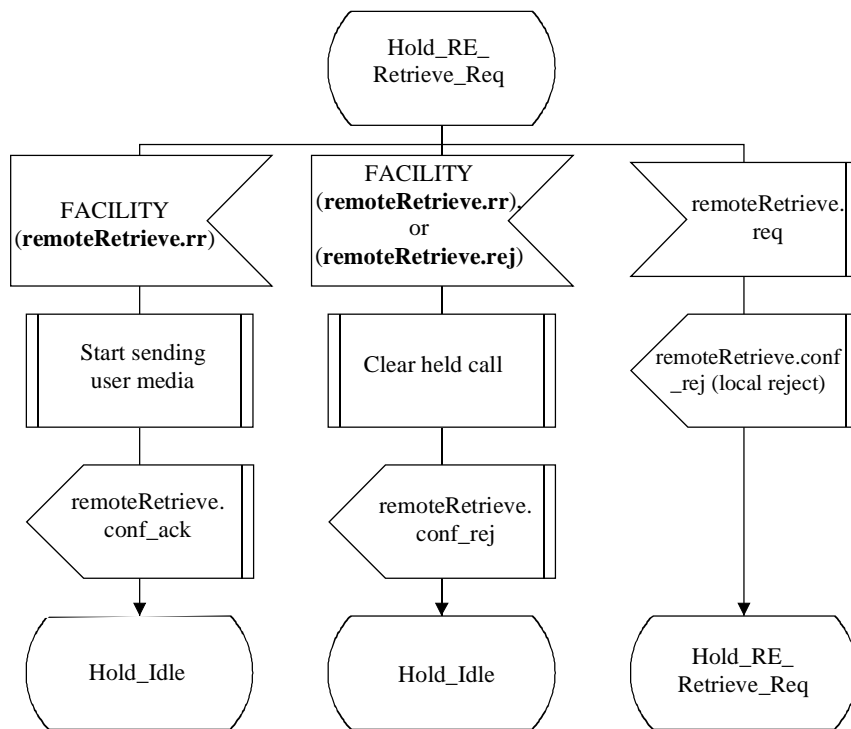 Hold_RE_
Retrieve_Req
FACILITY
(remoteRetrieve.rr)
FACILITY
(remoteRetrieve.rr),
or
(remoteRetrieve.rej)
remoteRetrieve.
req
Start sending
user media
Clear held call
remoteRetrieve.conf
_rej (local reject)
remoteRetrieve.
conf_ack
remoteRetrieve.
conf_rej
Hold_Idle
Hold_Idle
Hold_RE_
Retrieve_Req